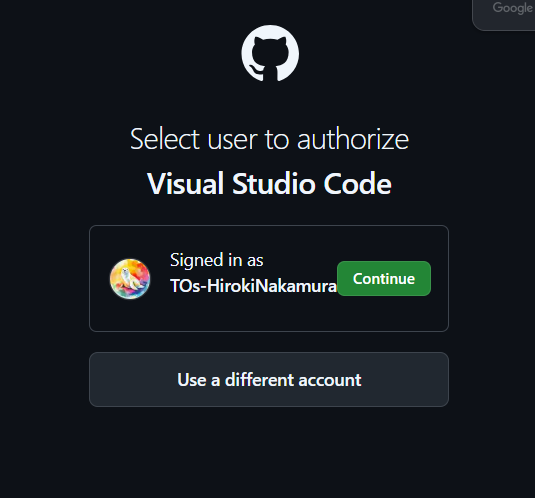 Google
Select user to authorize
Visual Studio Code
Signed in as
TOs-HirokiNakamura
Continue
Use a different account